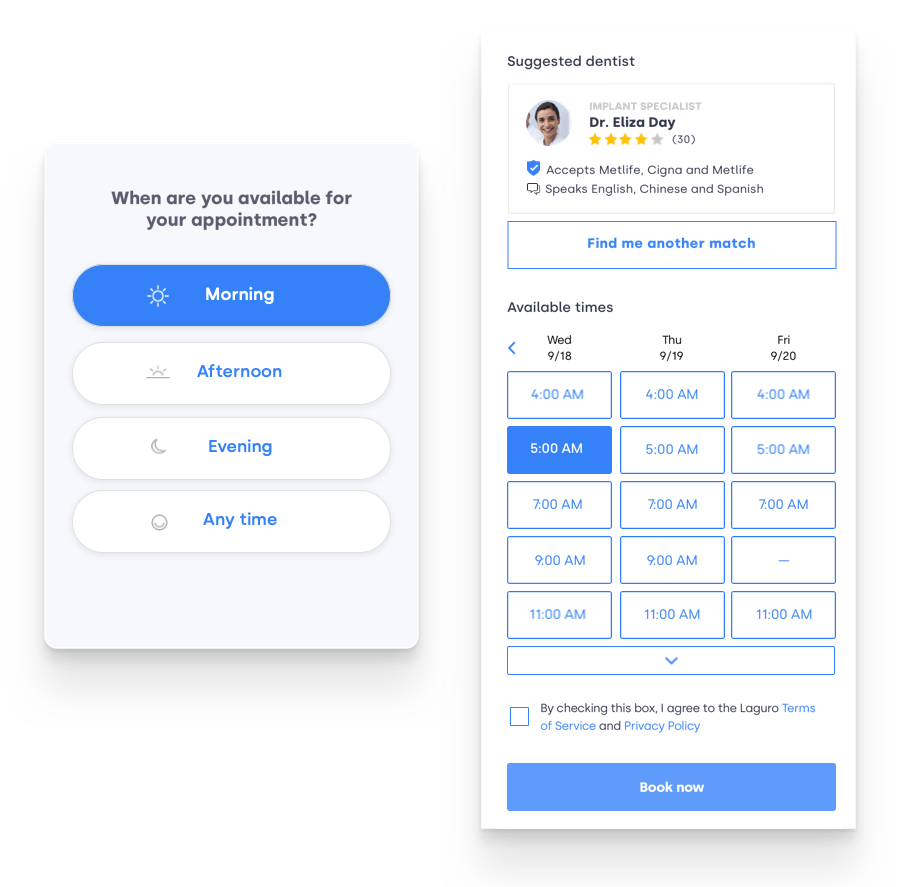 When are you available for
your appointment?
Morning
Afternoon
Evening
Any time
Suggested dentist
IMPLANT SPECIALIST
Dr. Eliza Day
(30)
Accepts Metlife, Cigna and Metlife
Speaks English, Chinese and Spanish
Find me another match
Available times
Wed Thu Fri
9/18 9/19 9/20
4:00 AM 4:00 AM 4:00 AM
5:00 AM 5:00 AM 5:00 AM
7:00 AM 7:00 AM 7:00 AM
9:00 AM 9:00 AM —
11:00 AM 11:00 AM 11:00 AM
By checking this box, I agree to the Laguro Terms
of Service and Privacy Policy
Book now